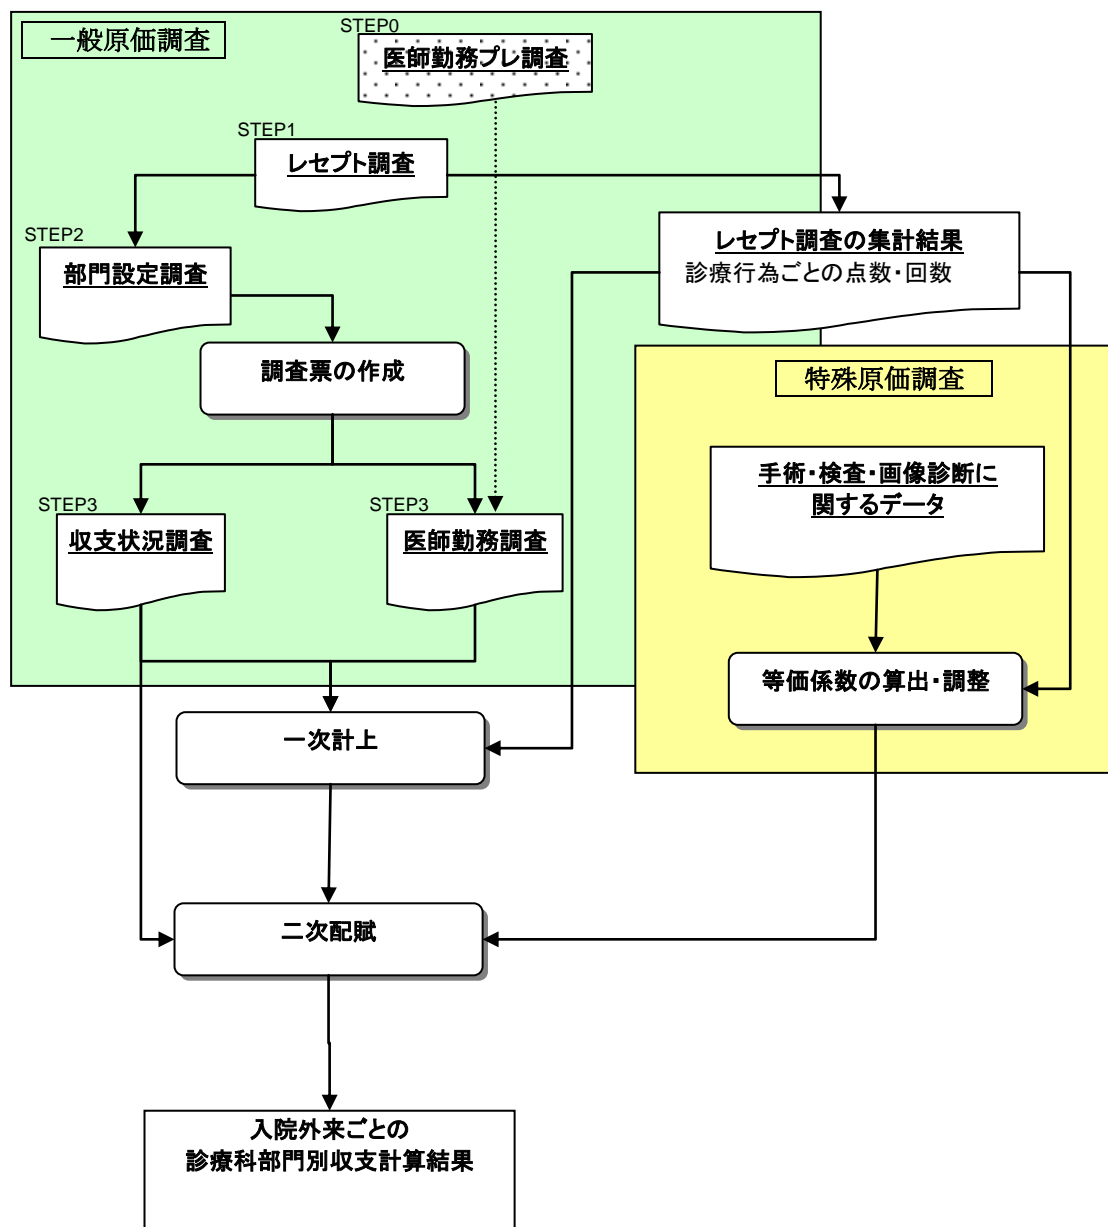 一般原価調査
STEP0
医師勤務プレ調査
STEP1
レセプト調査
STEP2
部門設定調査
レセプト調査の集計結果
診療行為ごとの点数・回数
調査票の作成
特殊原価調査
手術・検査・画像診断に
関するデータ
STEP3
収支状況調査
STEP3
医師勤務調査
等価係数の算出・調整
一次計上
二次配賦
入院外来ごとの
診療科部門別収支計算結果